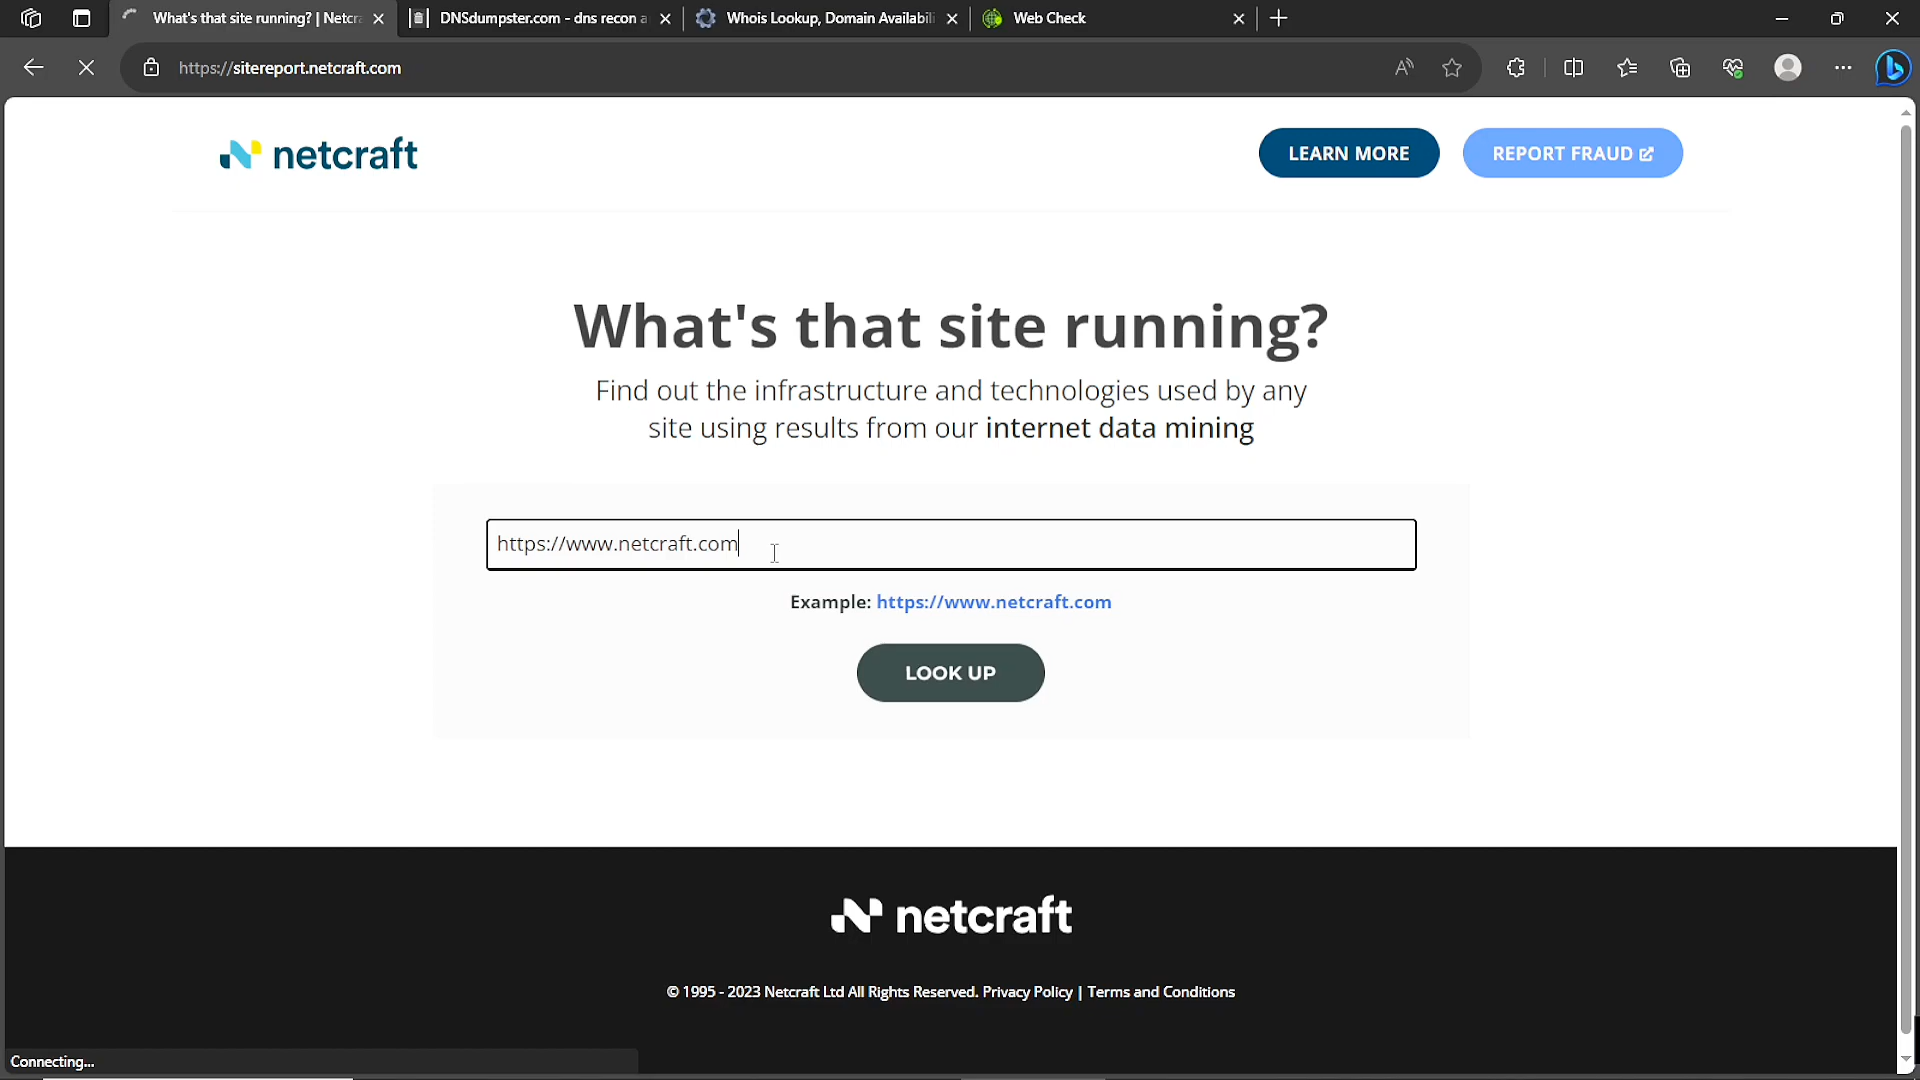 What's that site running? | Netcr
DNSdumpster.com - dns recon a
Whois Lookup, Domain Availabili
Web Check
https://sitereport.netcraft.com
netcraft
LEARN MORE
REPORT FRAUD
What's that site running?
Find out the infrastructure and technologies used by any
site using results from our internet data mining
https://www.netcraft.com
Example: https://www.netcraft.com
LOOK UP
netcraft
© 1995 - 2023 Netcraft Ltd All Rights Reserved. Privacy Policy | Terms and Conditions
Connecting...